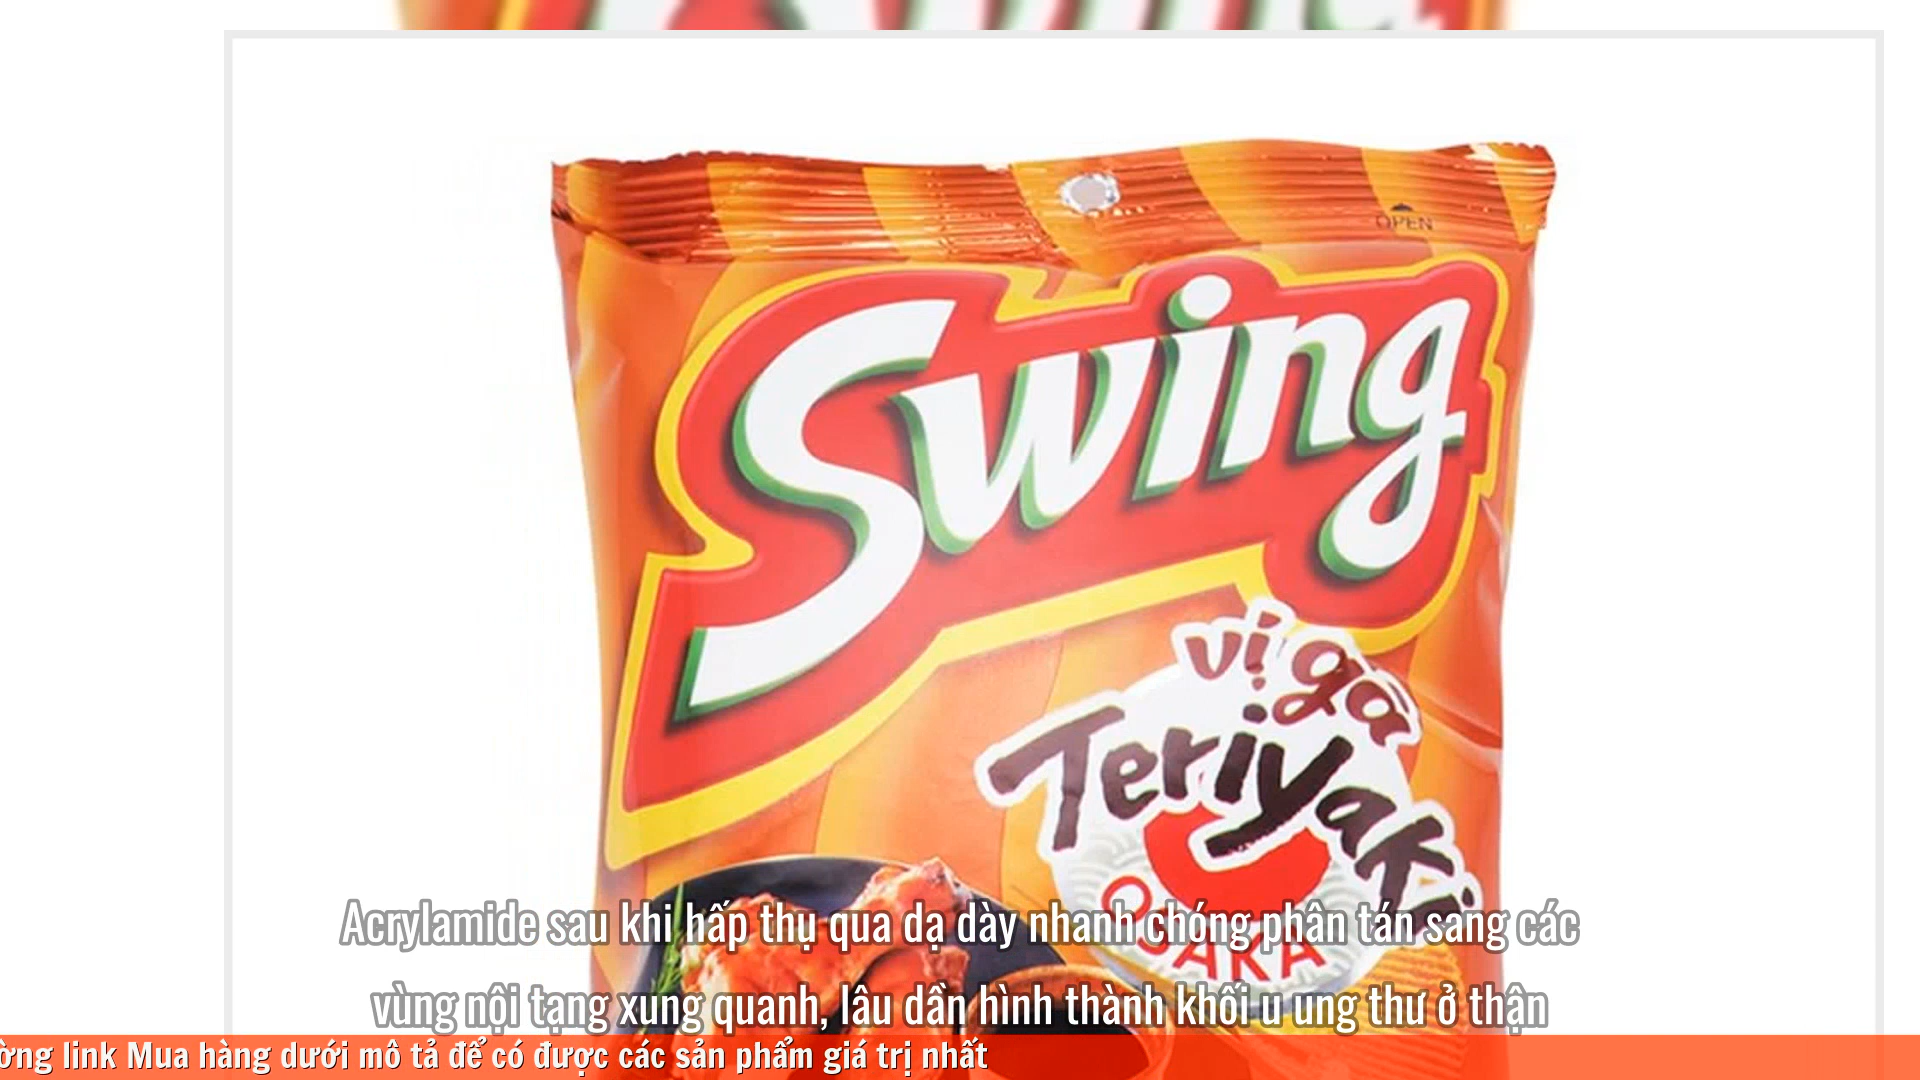 OPEN
Swing
vị gà
Teriyaki
OSAKA
Acrylamide sau khi hấp thụ qua dạ dày nhanh chóng phân tán sang các
vùng nội tạng xung quanh, lâu dần hình thành khối u ung thư ở thận
ờng link Mua hàng dưới mô tả để có được các sản phẩm giá trị nhất